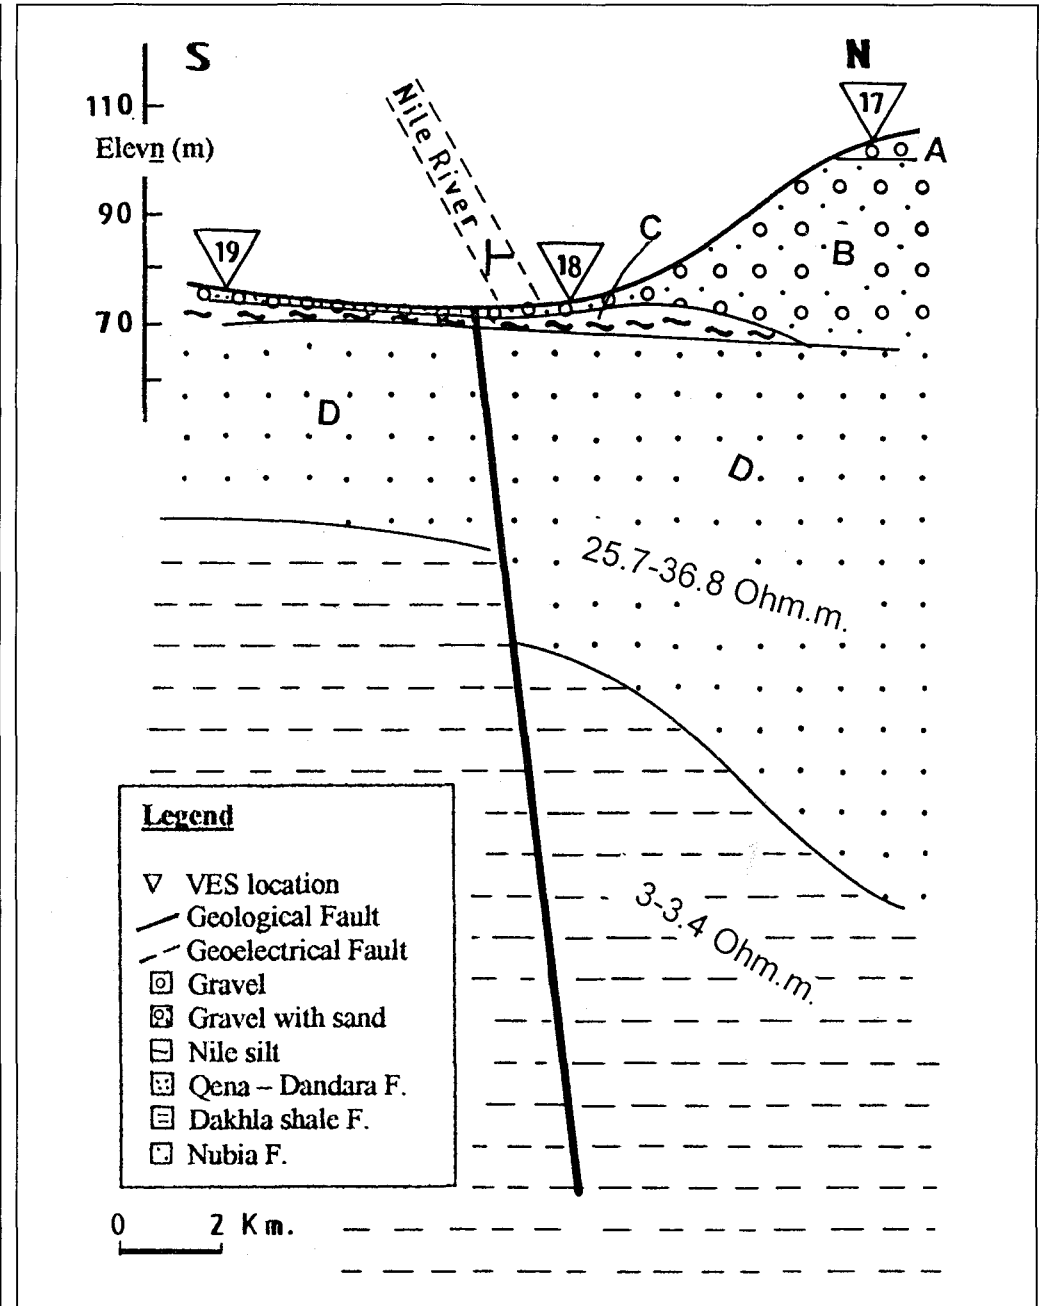 S
N
110
Elevn (m)
90
70
Nile River
17
A
B
C
19
18
D
D.
25.7-36.8 Ohm.m.
3-3.4 Ohm.m.
Legend
VES location
Geological Fault
Geoelectrical Fault
Gravel
Gravel with sand
Nile silt
Qena – Dandara F.
Dakhla shale F.
Nubia F.
0 2 Km.